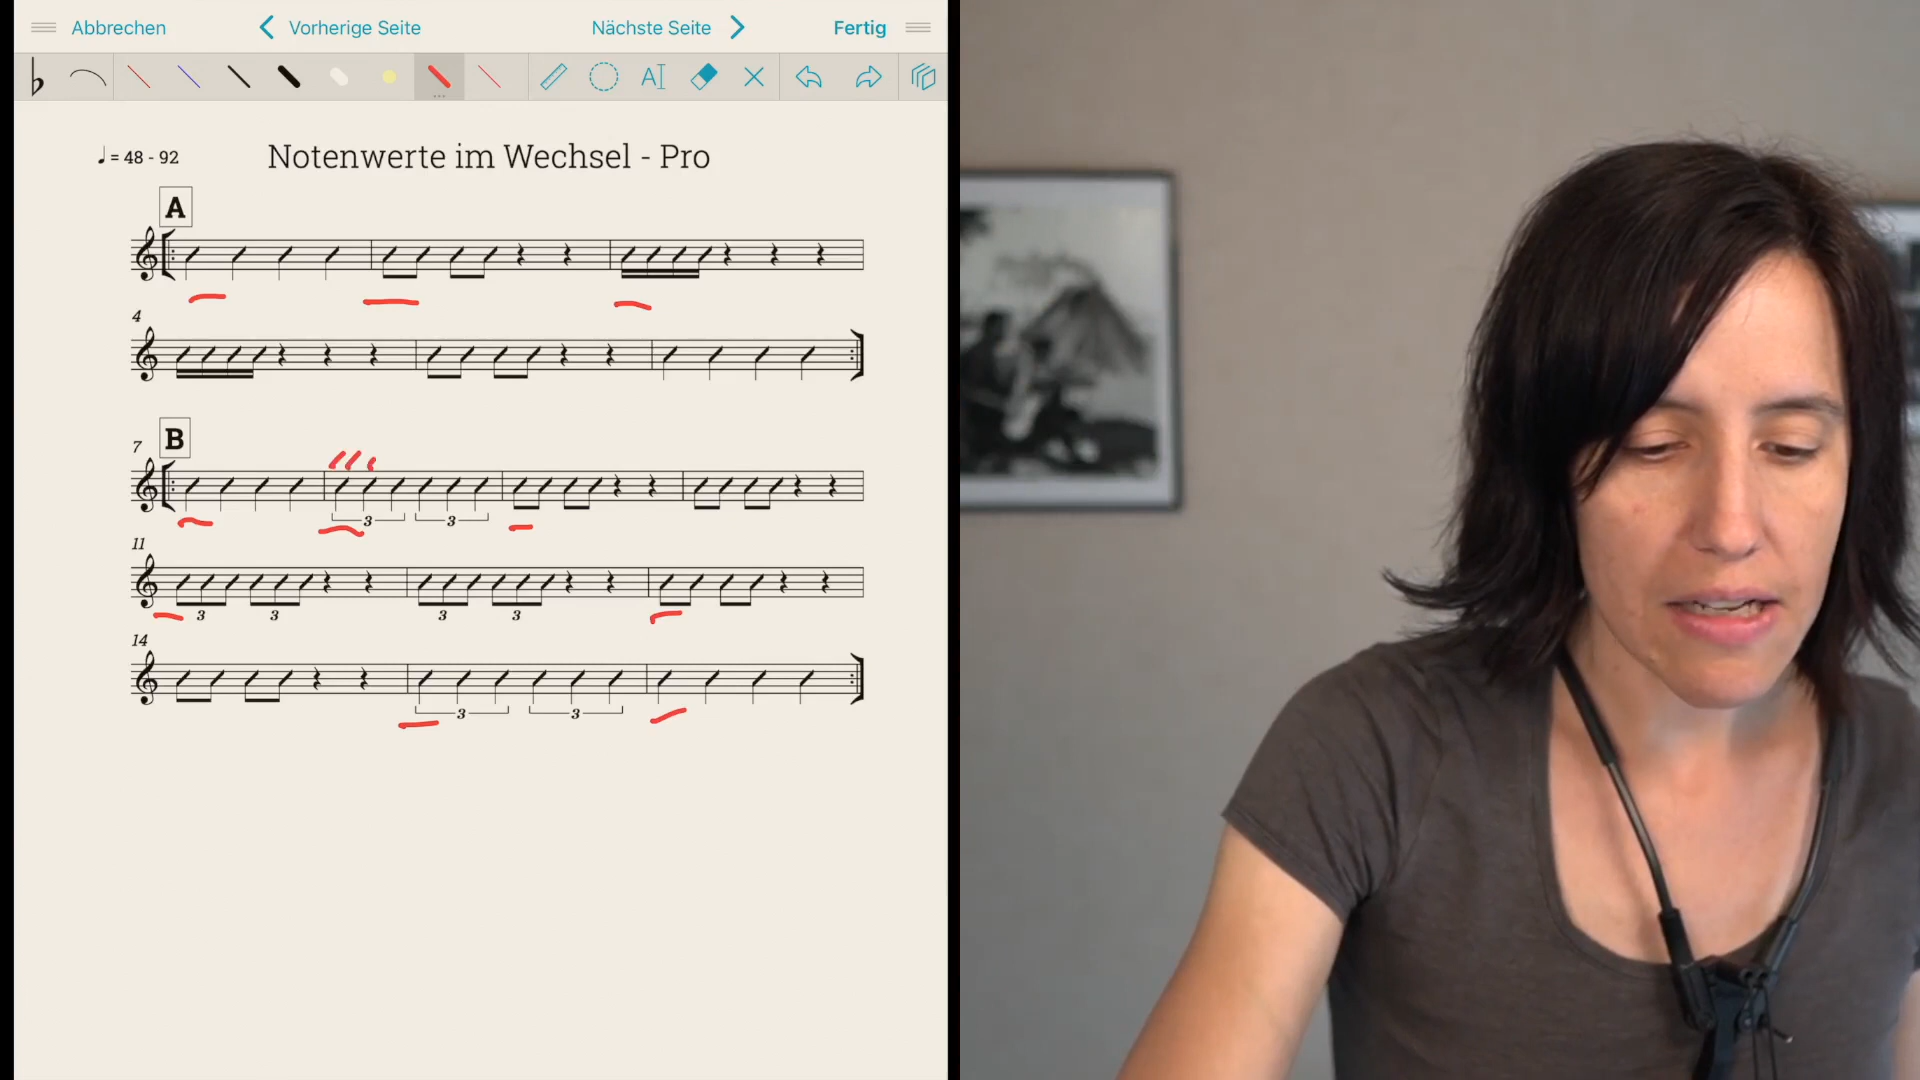 Abbrechen Vorherige Seite Nächste Seite Fertig
A
♩ = 48 - 92 Notenwerte im Wechsel - Pro
A
4
B
7
3 3
11
3 3 3 3
14
3 3